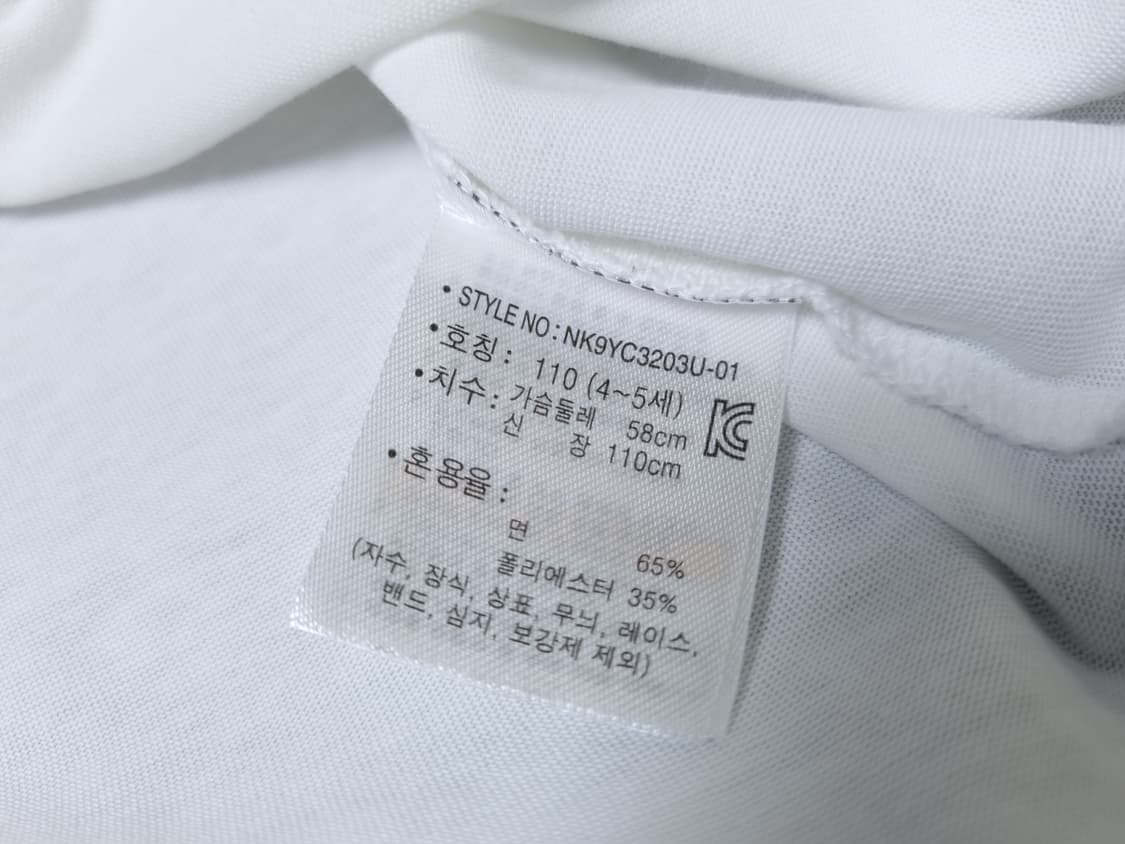 • STYLE NO : NK9YC3203U-01
• 호칭 : 110 (4~5세)
• 치수 : 가슴둘레 58cm
신 장 110cm
• 혼용율 :
면 65%
폴리에스터 35%
(자수, 장식, 상표, 무늬, 레이스,
밴드, 심지, 보강제 제외)
KC